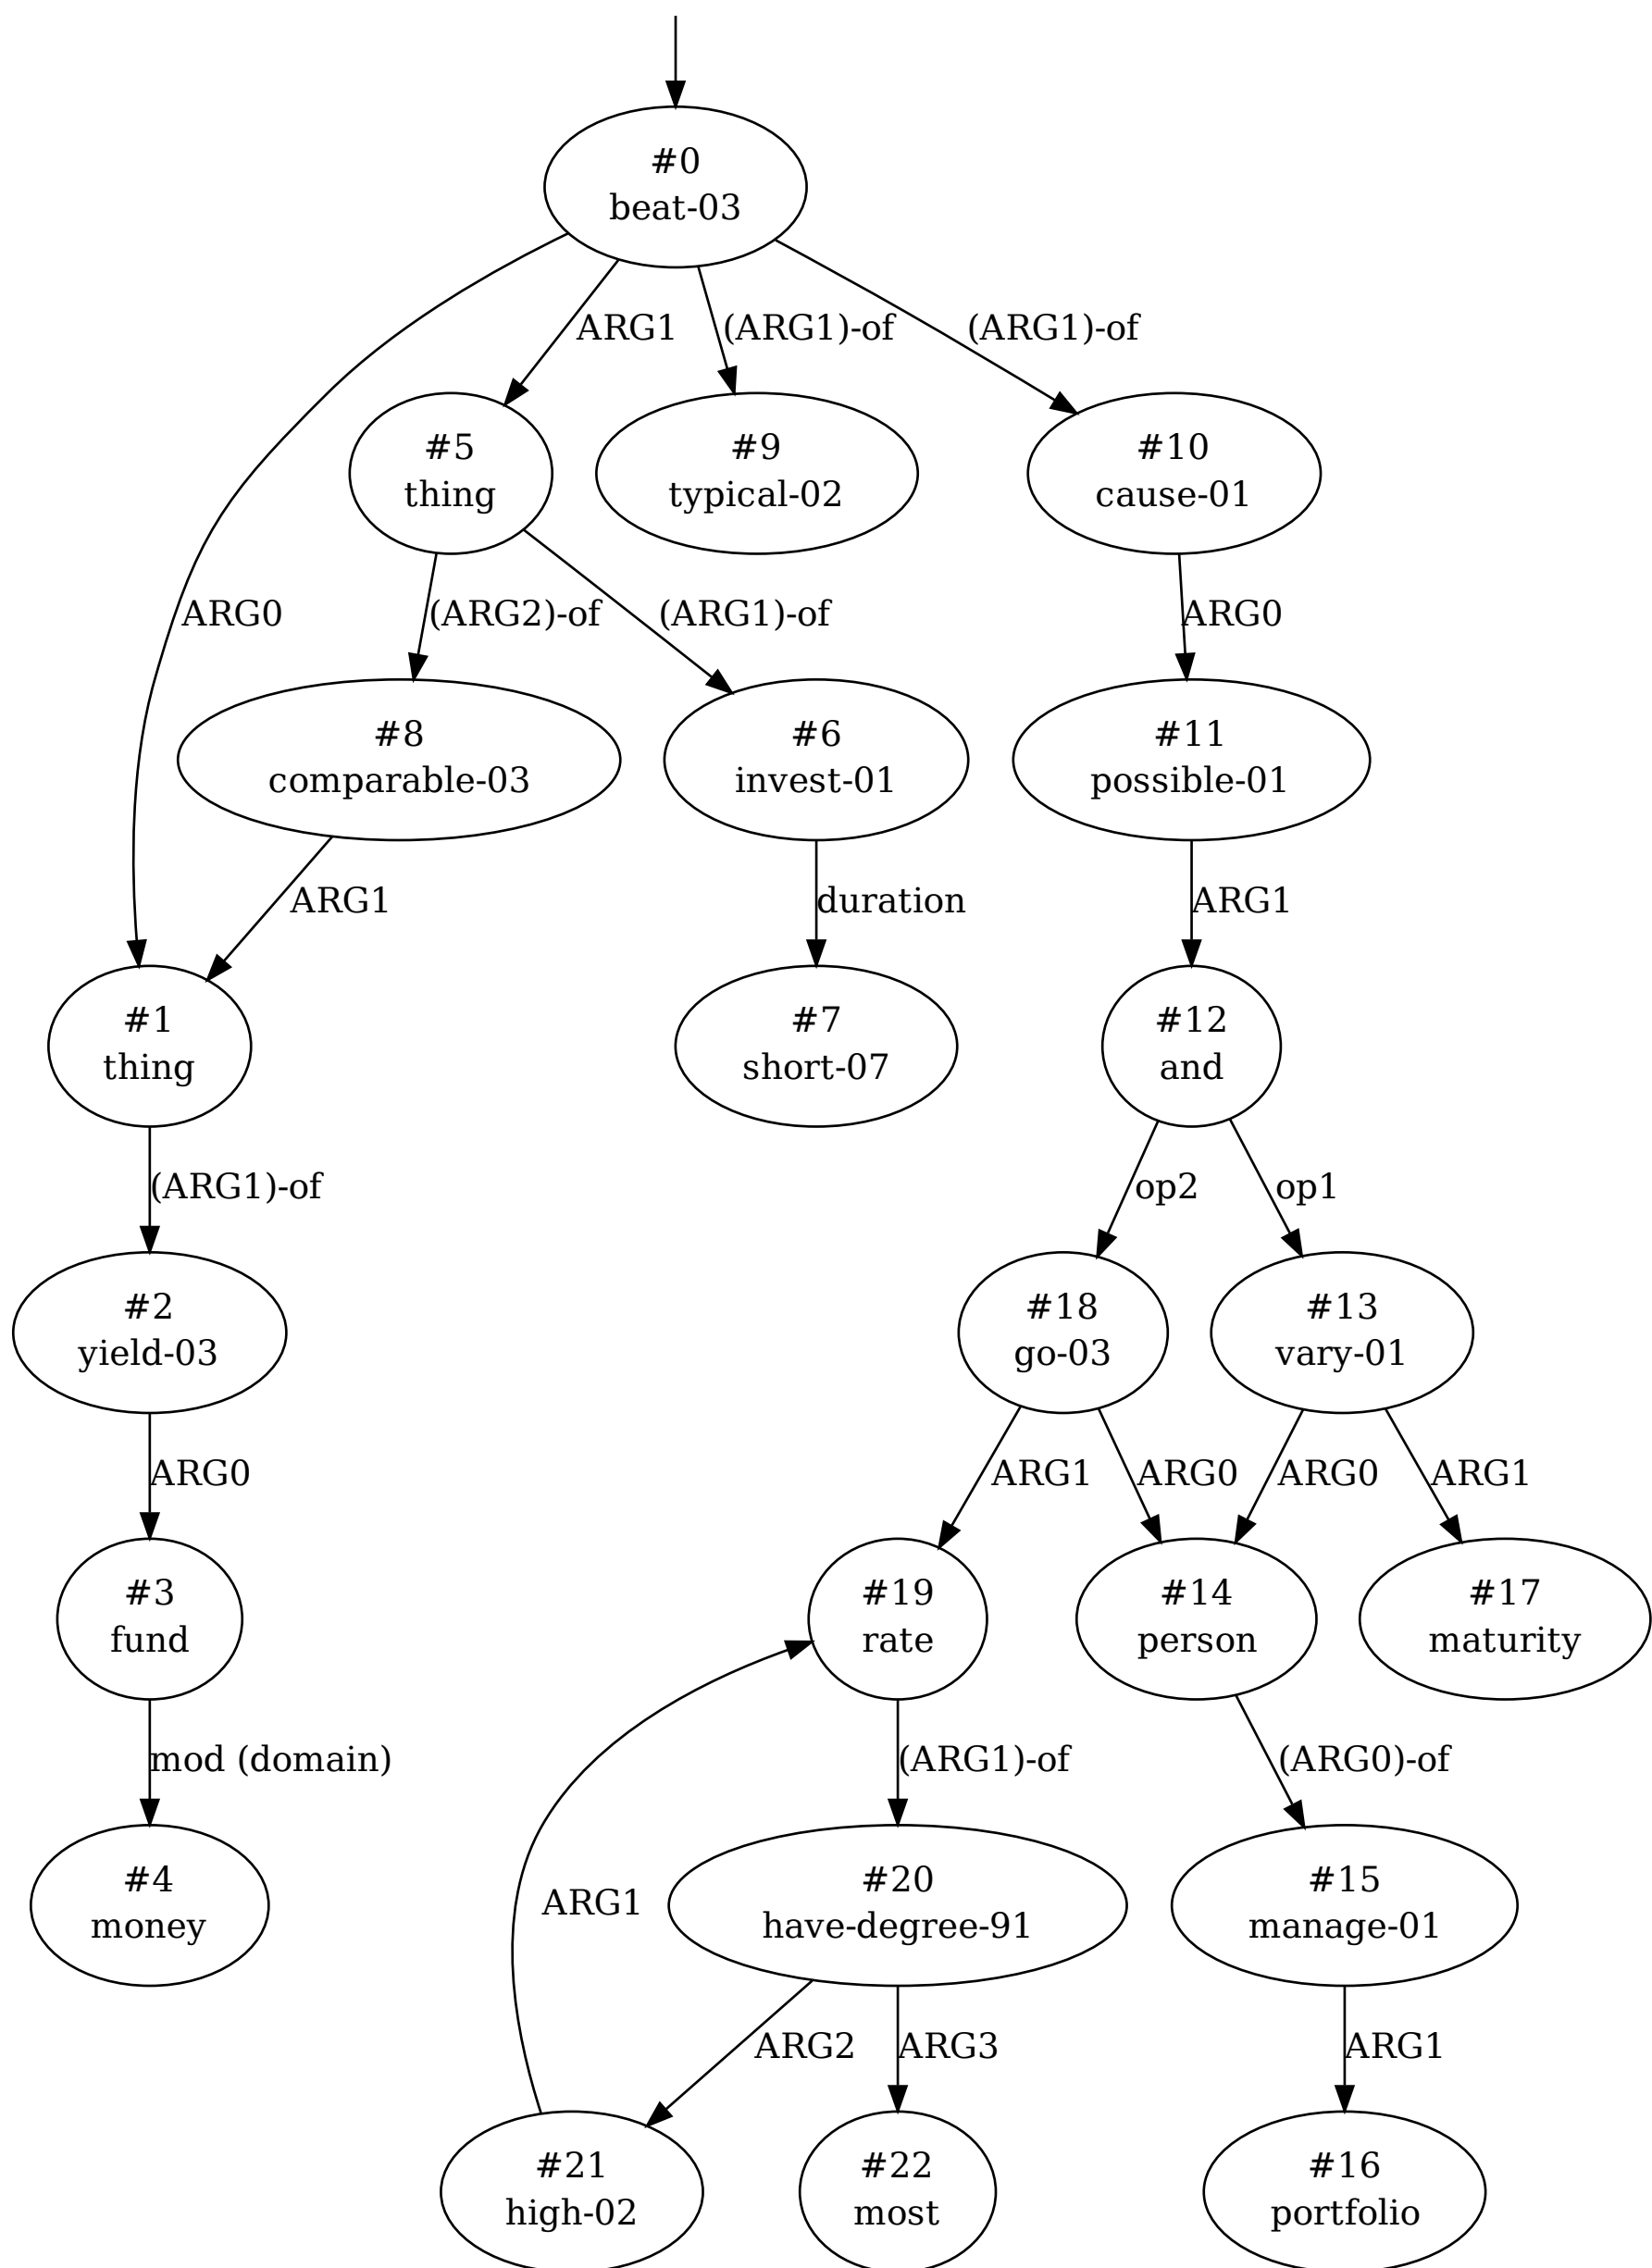 #0
beat-03
ARG1
(ARG1)-of
(ARG1)-of
#5
thing
#9
typical-02
#10
cause-01
ARG0
(ARG2)-of
(ARG1)-of
ARG0
#8
comparable-03
#6
invest-01
#11
possible-01
ARG1
duration
ARG1
#1
thing
#7
short-07
#12
and
(ARG1)-of
op2
op1
#2
yield-03
#18
go-03
#13
vary-01
ARG0
ARG1
ARG0
ARG0
ARG1
#3
fund
#19
rate
#14
person
#17
maturity
mod (domain)
(ARG1)-of
(ARG0)-of
#4
money
ARG1
#20
have-degree-91
#15
manage-01
ARG2
ARG3
ARG1
#21
high-02
#22
most
#16
portfolio